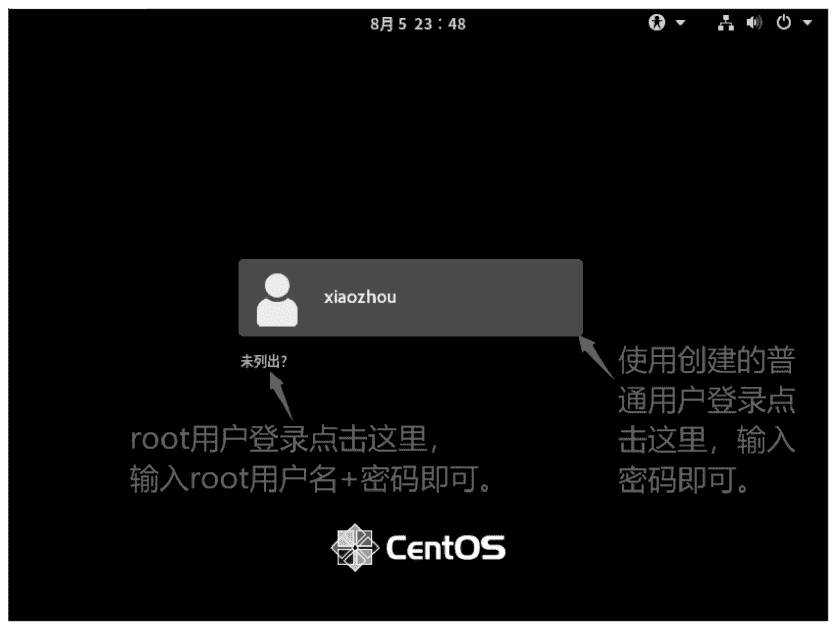 8月 5 23：48
xiaozhou
未列出?
使用创建的普
通用户登录点
击这里，输入
密码即可。
root用户登录点击这里，
输入root用户名+密码即可。
CentOS